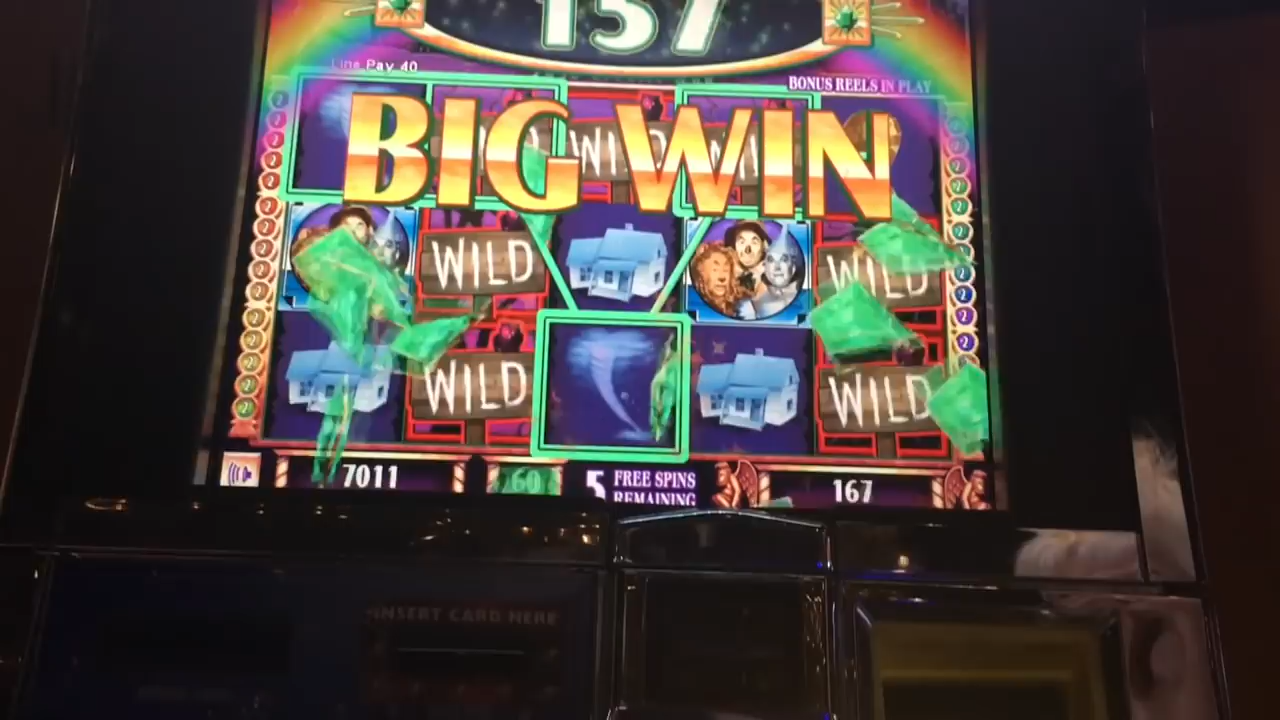 157
Line Pay 40
BONUS REELS IN PLAY
BIG WIN
WILD
WILD
WILD
WILD
WILD
7011
60
5 FREE SPINS REMAINING
167
INSERT CARD HERE